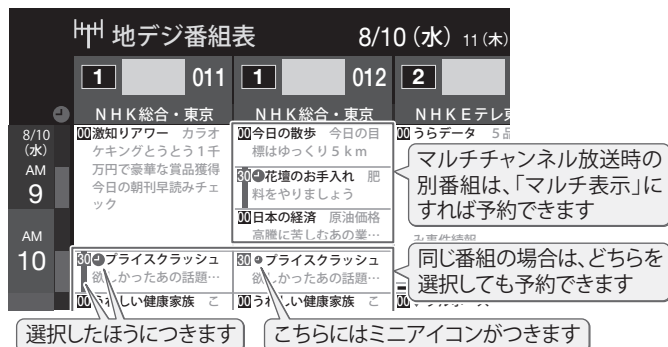 地デジ番組表 8/10(水) 11(木)
1 011 1 012 2
NHK総合・東京 NHK総合・東京 NHKEテレ
8/10
(水)
AM
9
AM
10
00激知りアワー カラオ
ケキングとうとう1千
万円で豪華な賞品獲得
今日の朝刊早読みチェ
ック
30プライスクラッシュ
欲しかったあの話題…
00うれしい健康家族 こ
00今日の散歩 今日の目
標はゆっくり5km
30花壇のお手入れ 肥
料をやりましょう
00日本の経済 原油価格
高騰に苦しむあの業…
30プライスクラッシュ
欲しかったあの話題…
00うれしい健康家族 こ
00うらデータ 5品
マルチチャンネル放送時の
別番組は、「マルチ表示」に
すれば予約できます
同じ番組の場合は、どちらを
選択しても予約できます
選択したほうにつきます
こちらにはミニアイコンがつきます